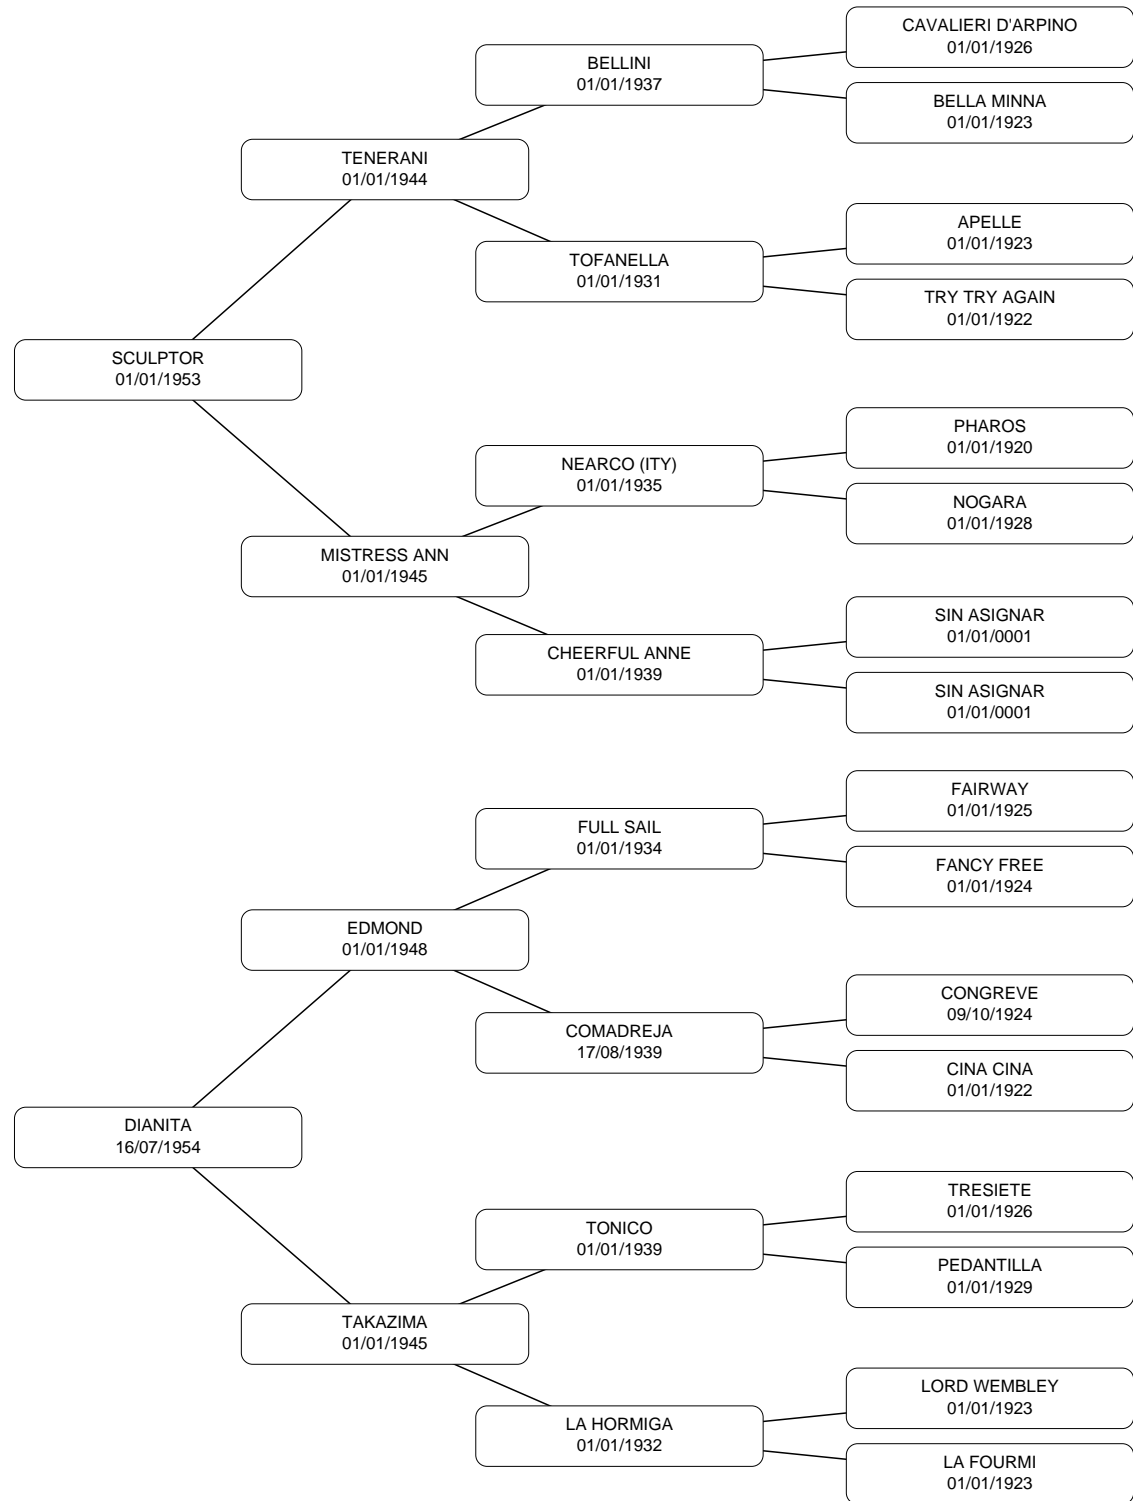 CAVALIERI D'ARPINO
01/01/1926
BELLINI
01/01/1937
BELLA MINNA
01/01/1923
TENERANI
01/01/1944
APELLE
01/01/1923
TOFANELLA
01/01/1931
TRY TRY AGAIN
01/01/1922
SCULPTOR
01/01/1953
PHAROS
01/01/1920
NEARCO (ITY)
01/01/1935
NOGARA
01/01/1928
MISTRESS ANN
01/01/1945
SIN ASIGNAR
01/01/0001
CHEERFUL ANNE
01/01/1939
SIN ASIGNAR
01/01/0001
FAIRWAY
01/01/1925
FULL SAIL
01/01/1934
FANCY FREE
01/01/1924
EDMOND
01/01/1948
CONGREVE
09/10/1924
COMADREJA
17/08/1939
CINA CINA
01/01/1922
DIANITA
16/07/1954
TRESIETE
01/01/1926
TONICO
01/01/1939
PEDANTILLA
01/01/1929
TAKAZIMA
01/01/1945
LORD WEMBLEY
01/01/1923
LA HORMIGA
01/01/1932
LA FOURMI
01/01/1923